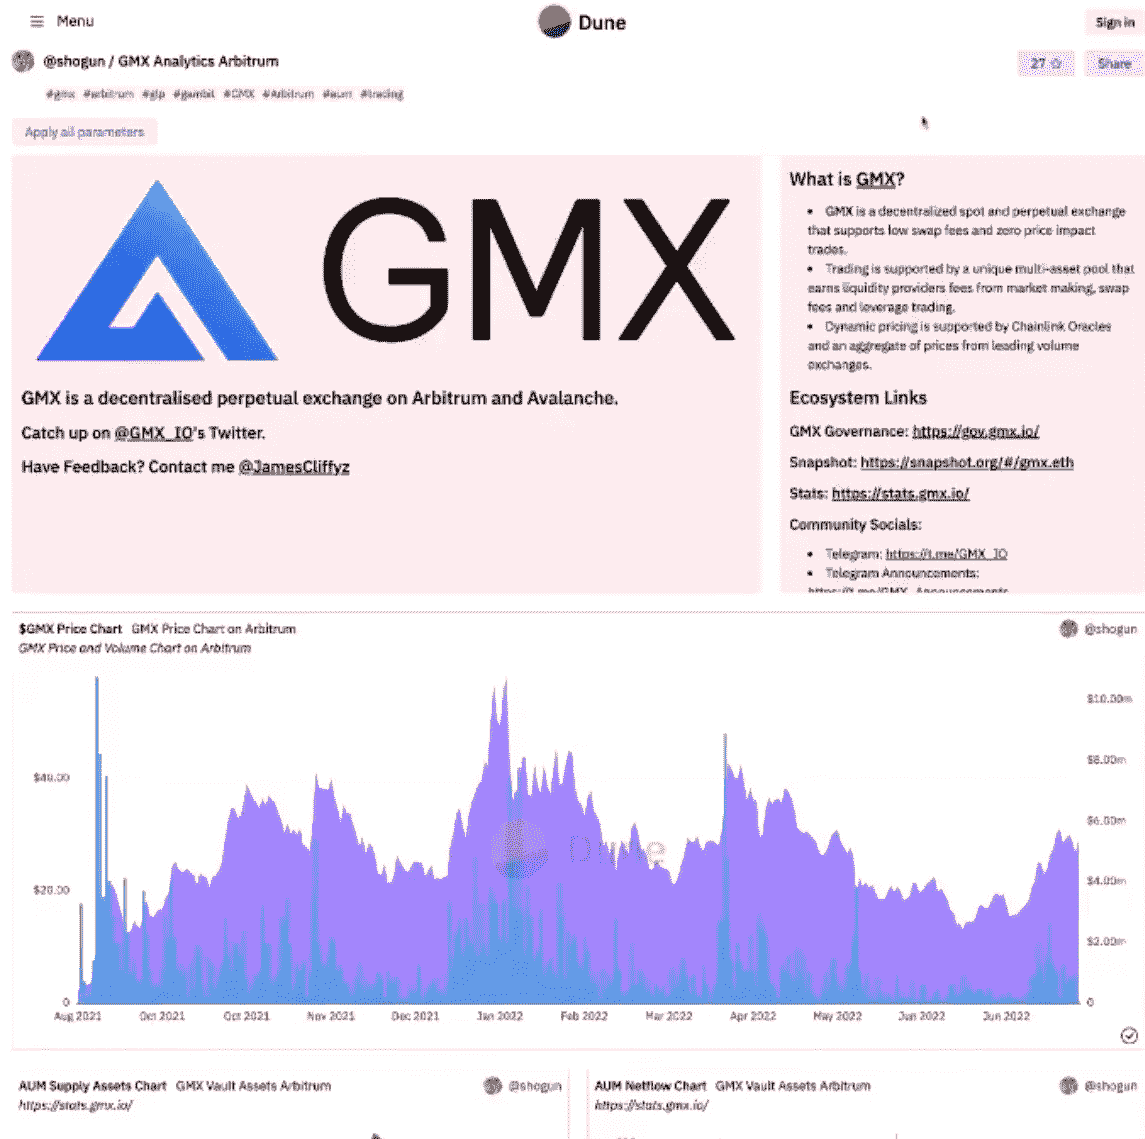 Menu
Dune
Sign in
@shogun / GMX Analytics Arbitrum
27
Share
#gmx #arbitrum #glp #gambit #GMX #Arbitrum #aum #trading
Apply all parameters
GMX
GMX is a decentralised perpetual exchange on Arbitrum and Avalanche.
Catch up on @GMX_IO's Twitter.
Have Feedback? Contact me @JamesCliffyz
What is GMX?
• GMX is a decentralized spot and perpetual exchange
that supports low swap fees and zero price impact
trades.
• Trading is supported by a unique multi-asset pool that
earns liquidity providers fees from market making, swap
fees and leverage trading.
• Dynamic pricing is supported by Chainlink Oracles
and an aggregate of prices from leading volume
exchanges.
Ecosystem Links
GMX Governance: https://gov.gmx.io/
Snapshot: https://snapshot.org/#/gmx.eth
Stats: https://stats.gmx.io/
Community Socials:
• Telegram: https://t.me/GMX_IO
• Telegram Announcements:
https://t.me/GMX_Announcements
$GMX Price Chart GMX Price Chart on Arbitrum
@shogun
GMX Price and Volume Chart on Arbitrum
$10.00m
$8.00m
$40.00
$6.00m
Dune
$20.00
$4.00m
$2.00m
0
0
Aug 2021 Oct 2021 Oct 2021 Nov 2021 Dec 2021 Jan 2022 Feb 2022 Mar 2022 Apr 2022 May 2022 Jun 2022 Jun 2022
AUM Supply Assets Chart GMX Vault Assets Arbitrum
@shogun
https://stats.gmx.io/
AUM Netflow Chart GMX Vault Assets Arbitrum
@shogun
https://stats.gmx.io/